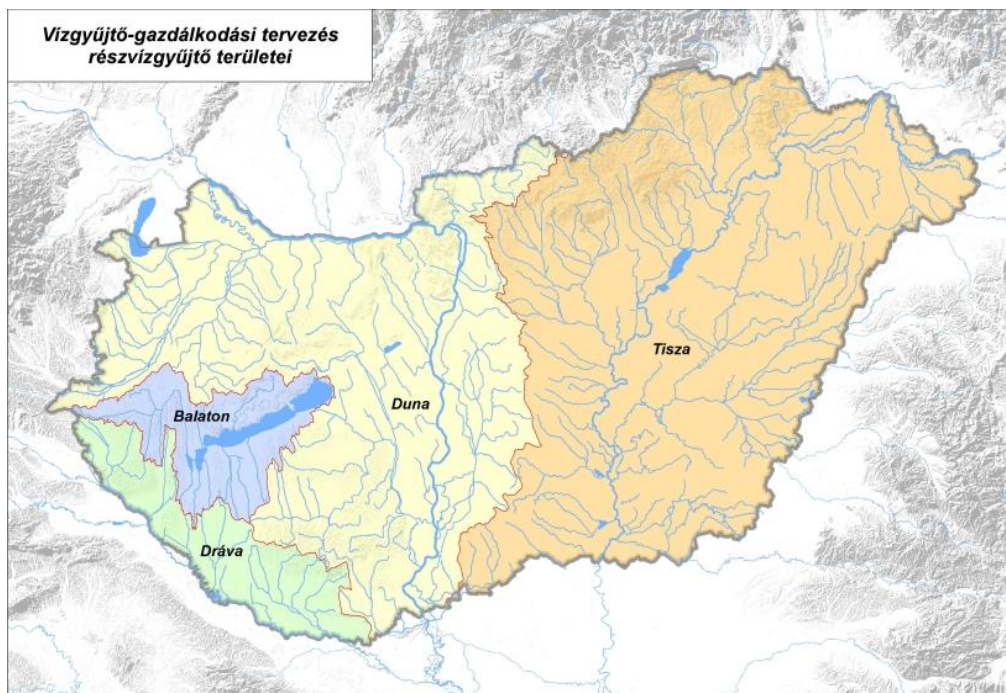 Vízgyűjtő-gazdálkodási tervezés
részvízgyűjtő területei
Tisza
Duna
Balaton
Dráva